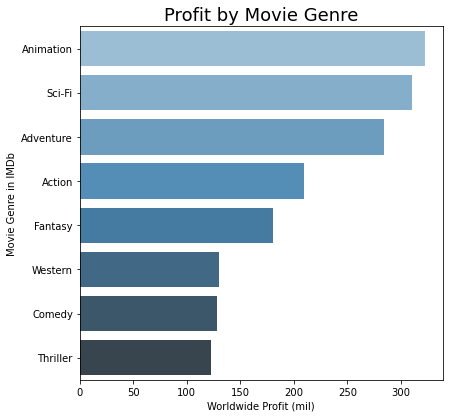 Profit by Movie Genre
Movie Genre in IMDb
Animation
Sci-Fi
Adventure
Action
Fantasy
Western
Comedy
Thriller
0 50 100 150 200 250 300
Worldwide Profit (mil)